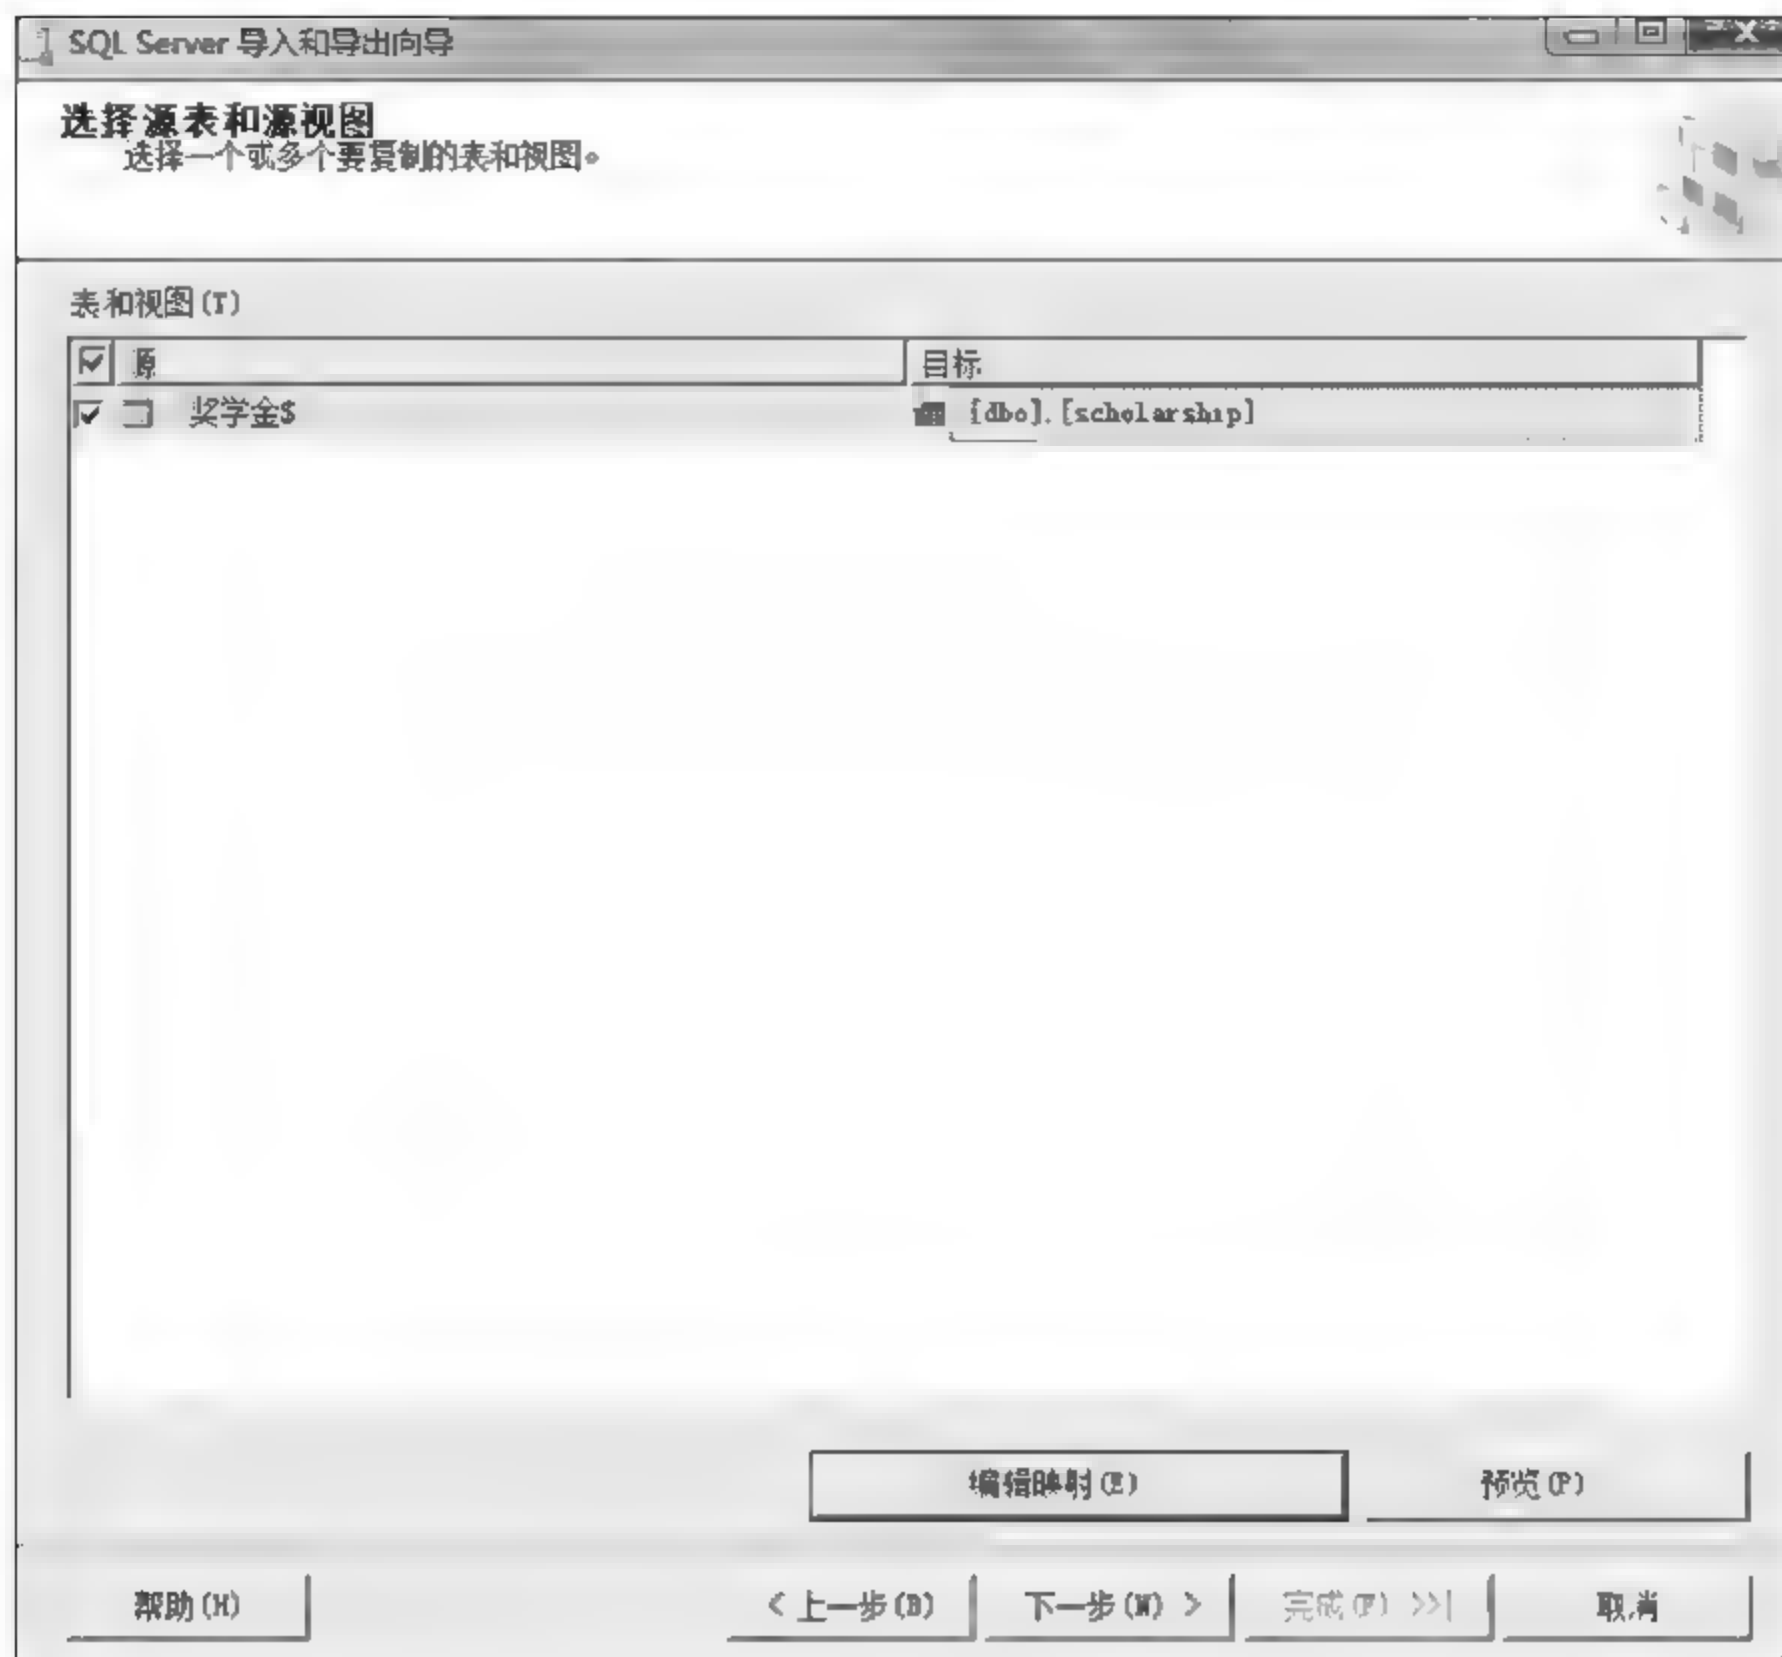 SQL Server 导入和导出向导
选择源表和源视图
选择一个或多个要复制的表和视图。
表和视图(T)
源 目标
奖学金$ [dbo].[scholarship]
编辑映射(E) 预览(P)
帮助(H) < 上一步(B) 下一步(N) > 完成(F) >>| 取消